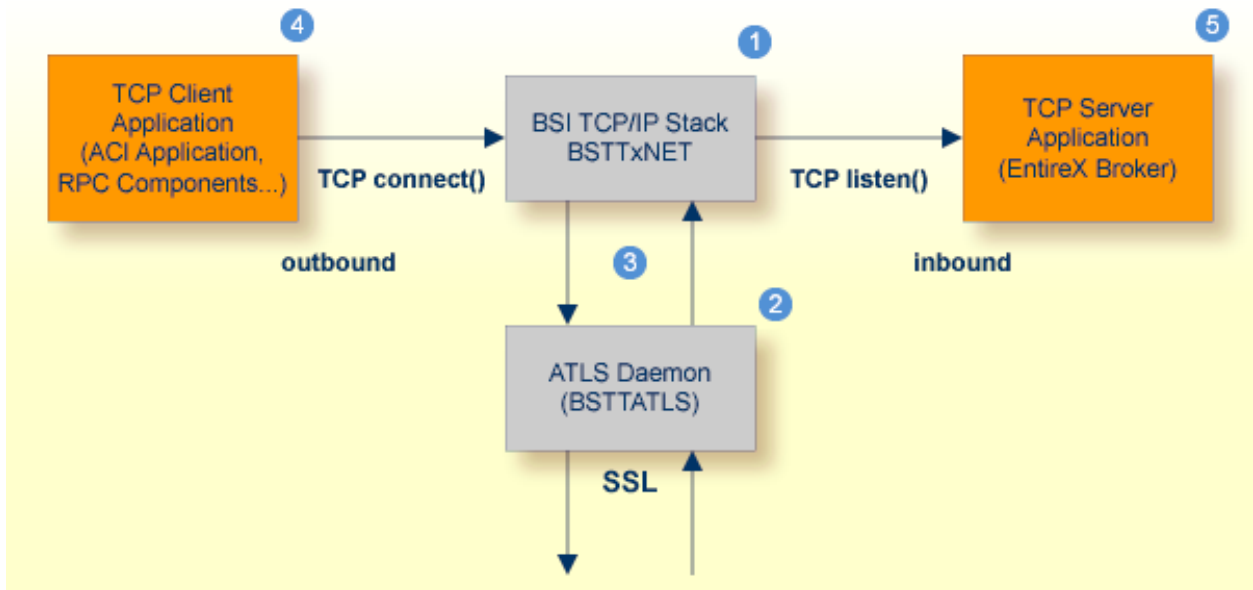 4
TCP Client
Application
(ACI Application,
RPC Components...)
TCP connect()
outbound
1
BSI TCP/IP Stack
BSTTxNET
TCP listen()
inbound
5
TCP Server
Application
(EntireX Broker)
3
2
ATLS Daemon
(BSTTATLS)
SSL